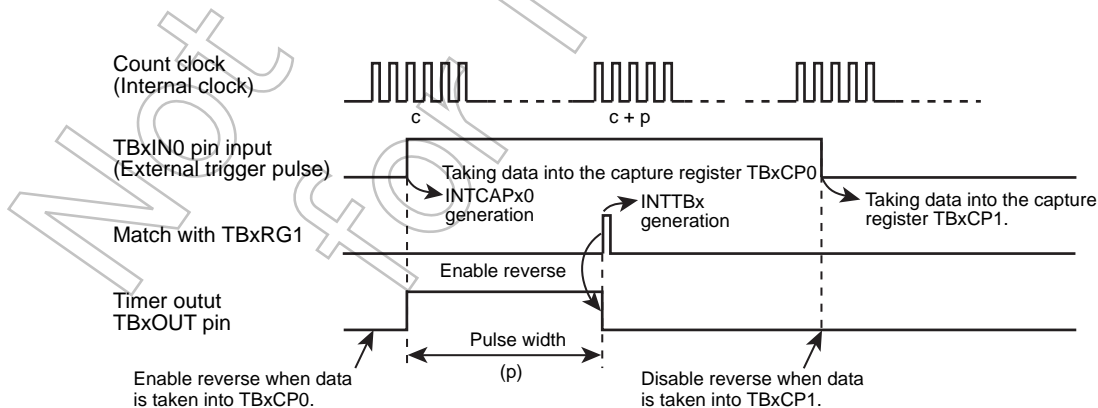 Count clock
(Internal clock)
c
c + p
TBxIN0 pin input
(External trigger pulse)
Taking data into the capture register TBxCP0
INTCAPx0
generation
INTTBx
generation
Taking data into the capture
register TBxCP1.
Match with TBxRG1
Enable reverse
Timer outut
TBxOUT pin
Pulse width
(p)
Enable reverse when data
is taken into TBxCP0.
Disable reverse when data
is taken into TBxCP1.
Not
for